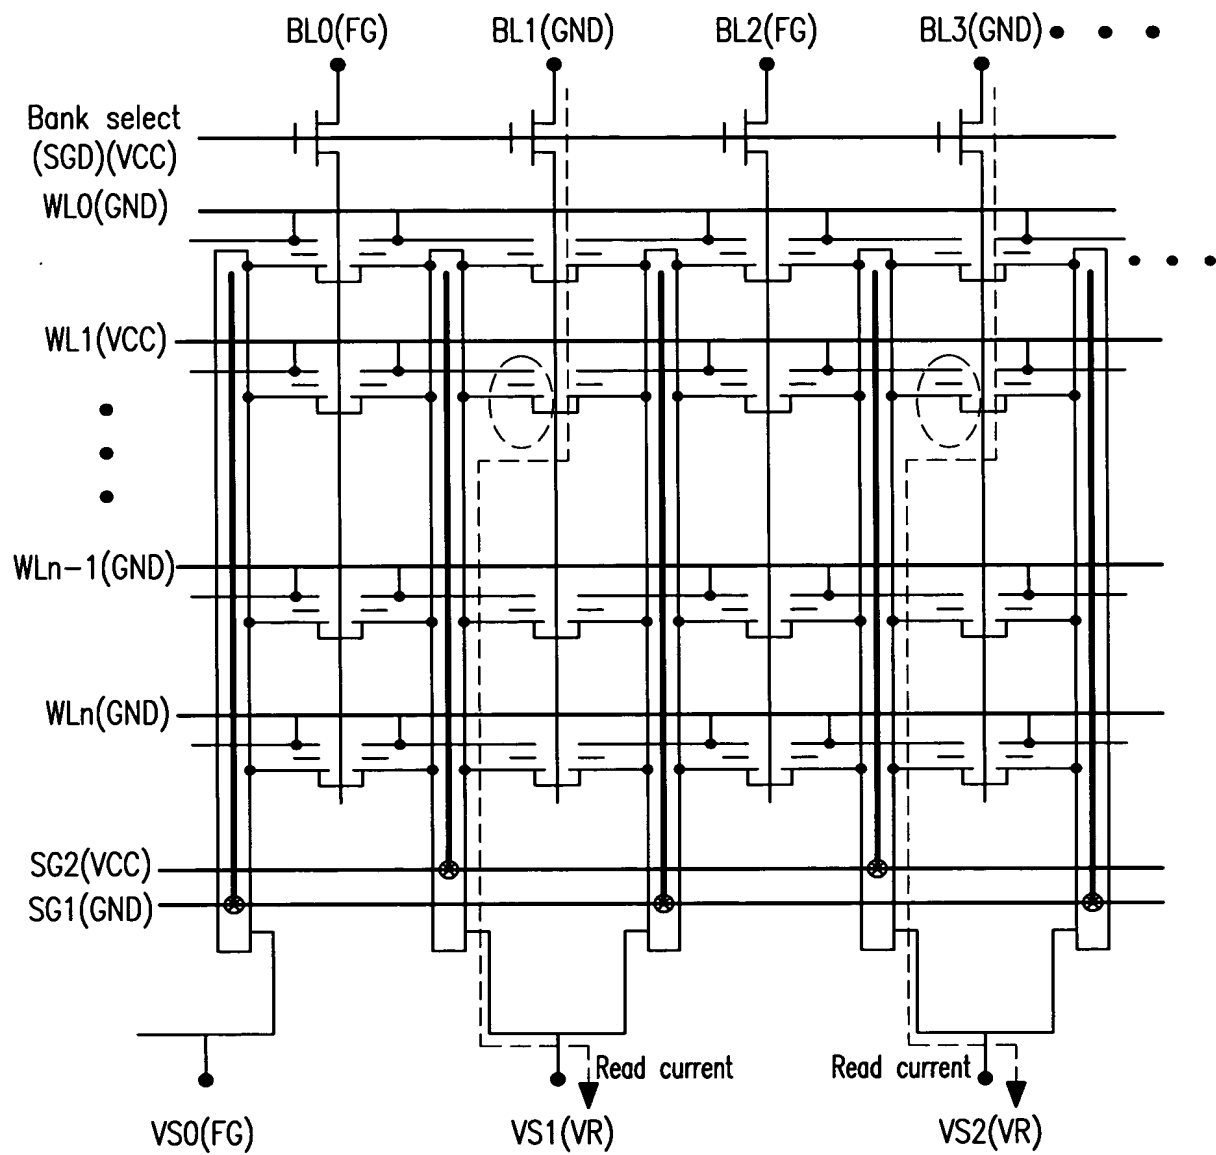 BL0(FG) BL1(GND) BL2(FG) BL3(GND)
Bank select
(SGD)(VCC)
WL0(GND)
WL1(VCC)
WLn-1(GND)
WLn(GND)
SG2(VCC)
SG1(GND)
Read current Read current
VS0(FG) VS1(VR) VS2(VR)